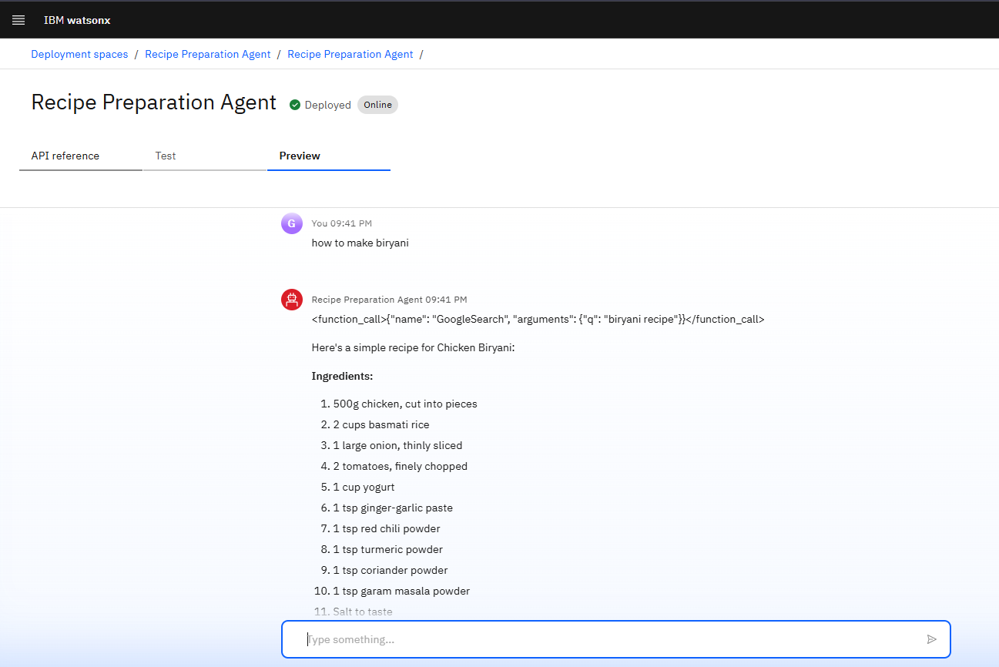 IBM watsonx
Deployment spaces / Recipe Preparation Agent / Recipe Preparation Agent /
Recipe Preparation Agent Deployed Online
API reference Test Preview
G You 09:41 PM
how to make biryani
Recipe Preparation Agent 09:41 PM
<function_call>{"name": "GoogleSearch", "arguments": {"q": "biryani recipe"}}</function_call>
Here's a simple recipe for Chicken Biryani:
Ingredients:
1. 500g chicken, cut into pieces
2. 2 cups basmati rice
3. 1 large onion, thinly sliced
4. 2 tomatoes, finely chopped
5. 1 cup yogurt
6. 1 tsp ginger-garlic paste
7. 1 tsp red chili powder
8. 1 tsp turmeric powder
9. 1 tsp coriander powder
10. 1 tsp garam masala powder
11. Salt to taste
Type something...